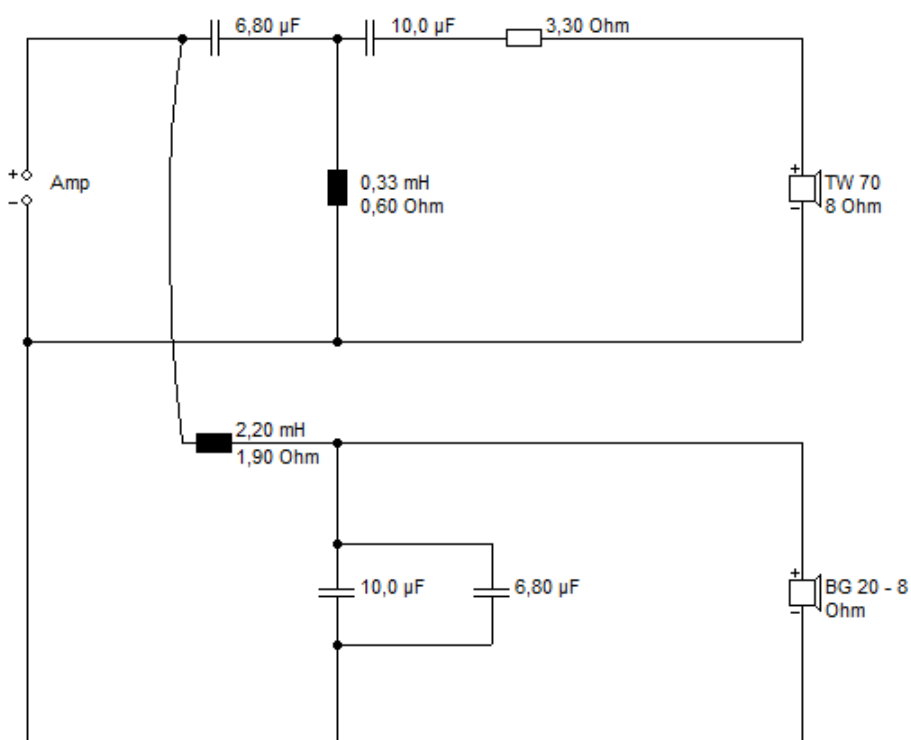 6,80 µF
10,0 µF
3,30 Ohm
+
Amp
−
0,33 mH
0,60 Ohm
+
TW 70
8 Ohm
−
2,20 mH
1,90 Ohm
10,0 µF
6,80 µF
+
BG 20 - 8
Ohm
−